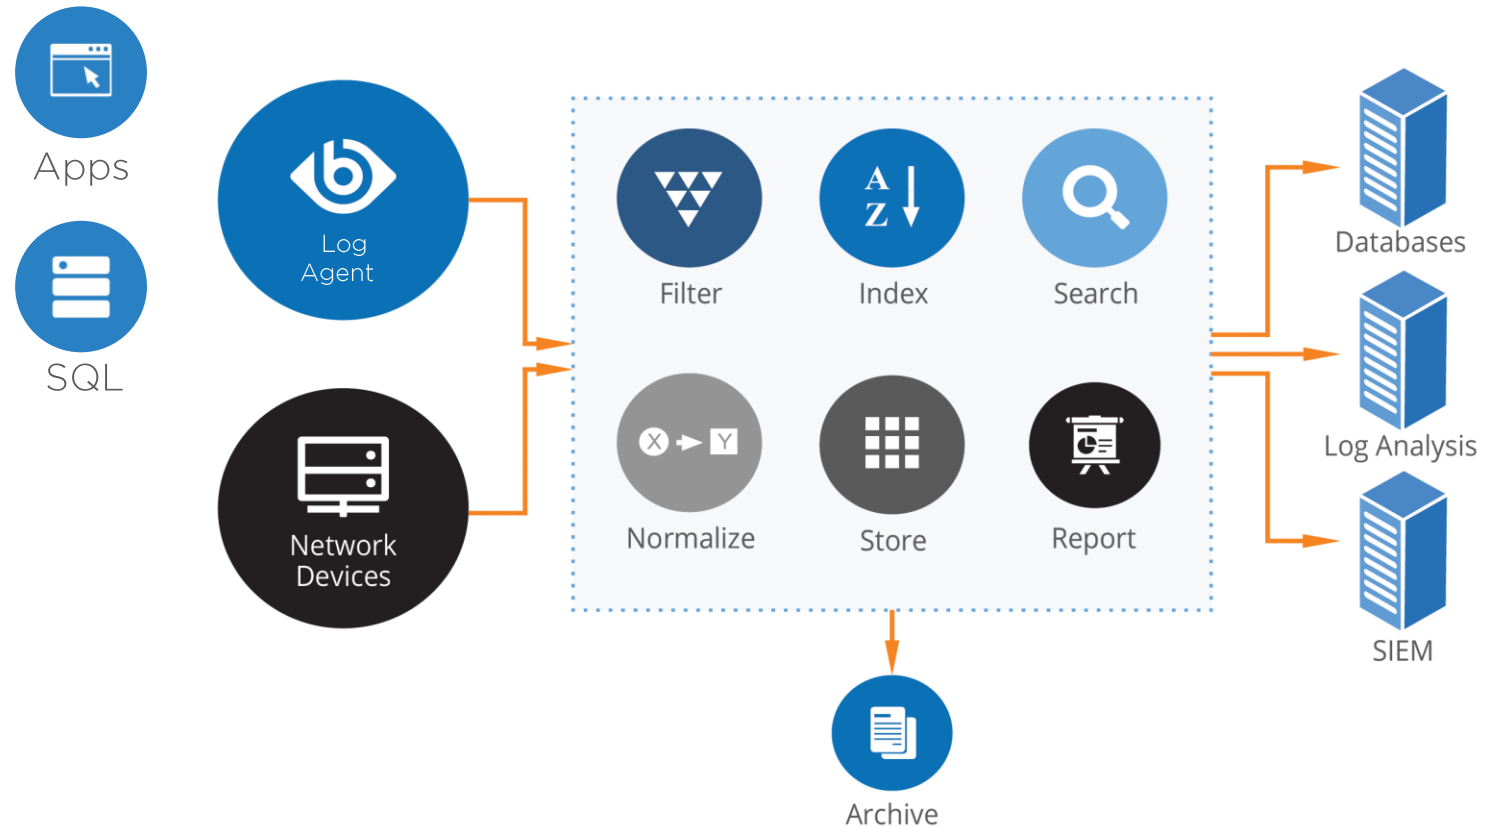 Apps
SQL
Log
Agent
Network
Devices
Filter
Index
Search
A
Z
Normalize
X
Y
Store
Report
Archive
Databases
Log Analysis
SIEM